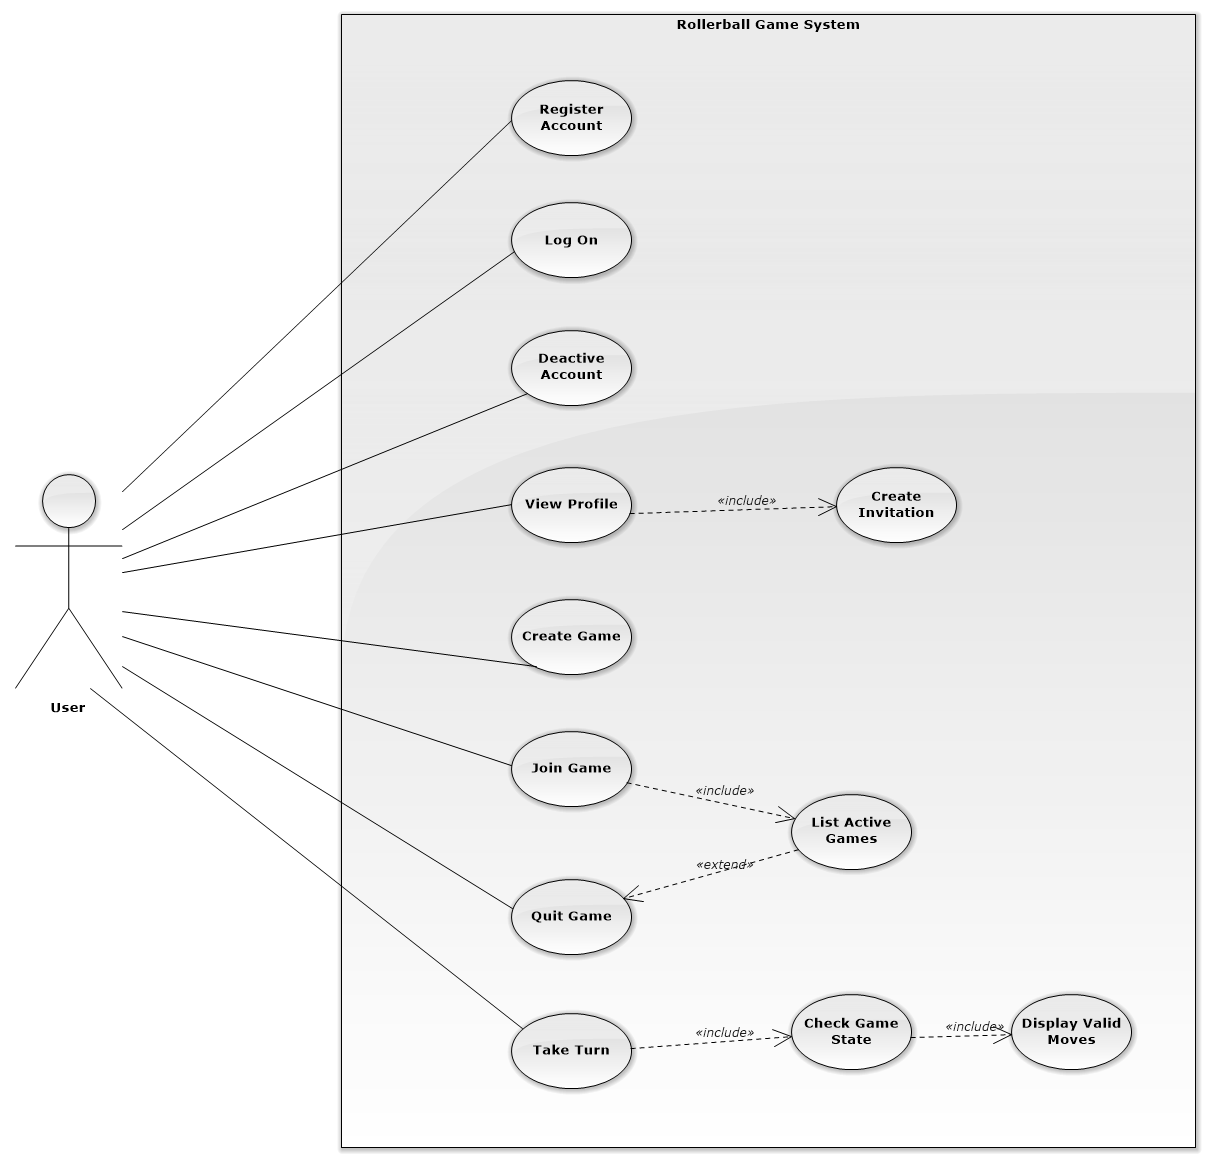 Rollerball Game System
Register
Account
Log On
Deactive
Account
View Profile
«include»
Create
Invitation
Create Game
User
Join Game
«include»
List Active
Games
«extend»
Quit Game
Take Turn
«include»
Check Game
State
«include»
Display Valid
Moves